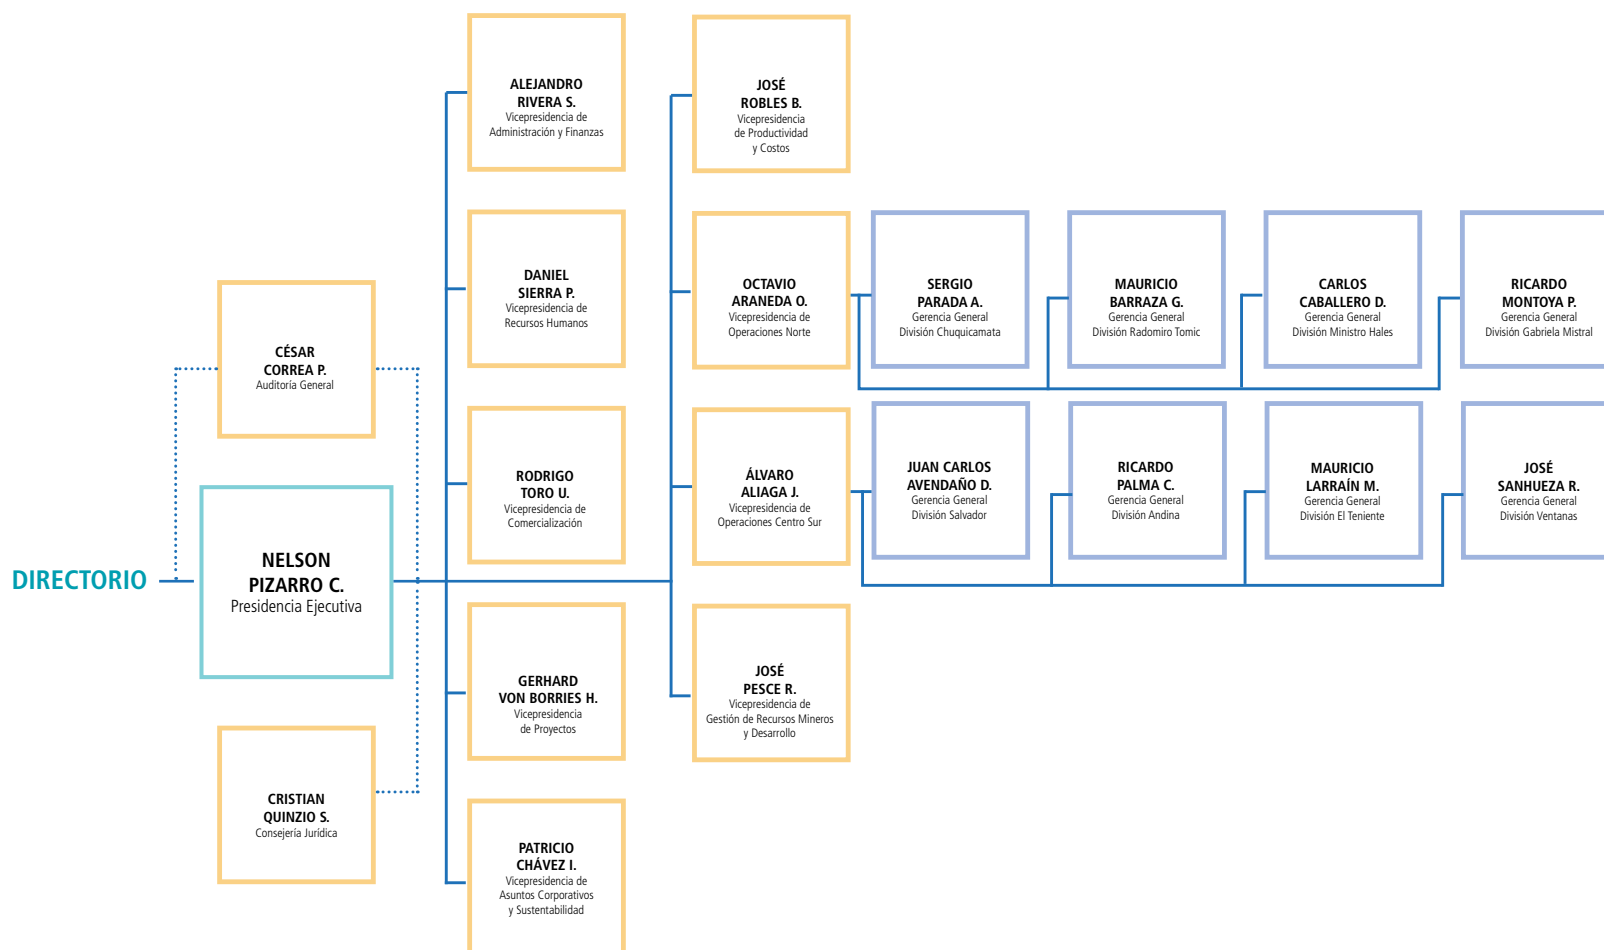 DIRECTORIO
CÉSAR
CORREA P.
Auditoría General
NELSON
PIZARRO C.
Presidencia Ejecutiva
CRISTIAN
QUINZIO S.
Consejería Jurídica
ALEJANDRO
RIVERA S.
Vicepresidencia de
Administración y Finanzas
DANIEL
SIERRA P.
Vicepresidencia de
Recursos Humanos
RODRIGO
TORO U.
Vicepresidencia de
Comercialización
GERHARD
VON BORRIES H.
Vicepresidencia
de Proyectos
PATRICIO
CHÁVEZ I.
Vicepresidencia de
Asuntos Corporativos
y Sustentabilidad
JOSÉ
ROBLES B.
Vicepresidencia
de Productividad
y Costos
OCTAVIO
ARANEDA O.
Vicepresidencia de
Operaciones Norte
SERGIO
PARADA A.
Gerencia General
División Chuquicamata
MAURICIO
BARRAZA G.
Gerencia General
División Radomiro Tomic
CARLOS
CABALLERO D.
Gerencia General
División Ministro Hales
RICARDO
MONTOYA P.
Gerencia General
División Gabriela Mistral
ÁLVARO
ALIAGA J.
Vicepresidencia de
Operaciones Centro Sur
JUAN CARLOS
AVENDAÑO D.
Gerencia General
División Salvador
RICARDO
PALMA C.
Gerencia General
División Andina
MAURICIO
LARRAÍN M.
Gerencia General
División El Teniente
JOSÉ
SANHUEZA R.
Gerencia General
División Ventanas
JOSÉ
PESCE R.
Vicepresidencia de
Gestión de Recursos Mineros
y Desarrollo